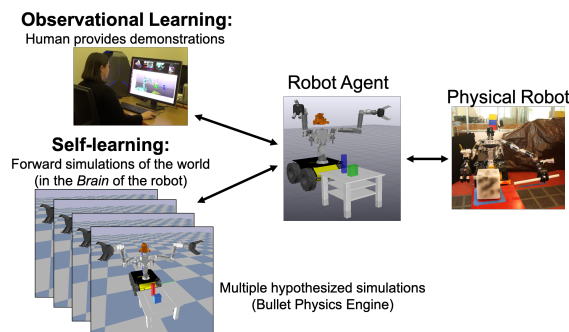 Observational Learning:
Human provides demonstrations
Robot Agent
Physical Robot
Self-learning:
Forward simulations of the world
(in the Brain of the robot)
Multiple hypothesized simulations
(Bullet Physics Engine)